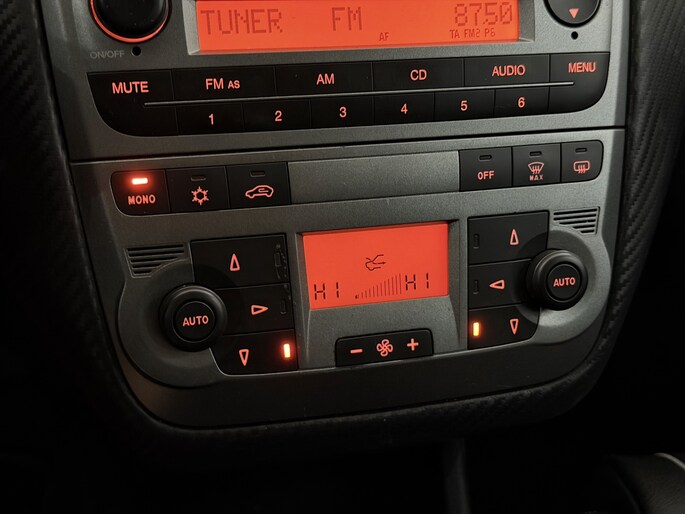 TUNER FM 87.50
AF TA FM2 P6
ON/OFF
MUTE FM AS AM CD AUDIO MENU
1 2 3 4 5 6
MONO OFF MAX
HI HI
AUTO AUTO
- +